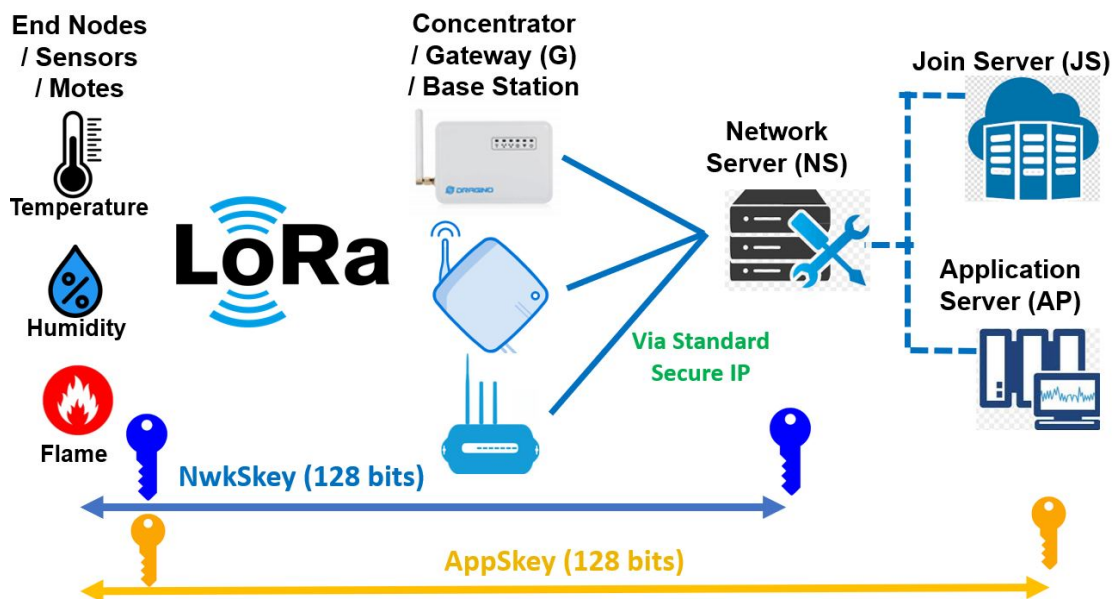 End Nodes
/ Sensors
/ Motes
Temperature
Humidity
Flame
LoRa
Concentrator
/ Gateway (G)
/ Base Station
DRAGINO
Via Standard
Secure IP
Network
Server (NS)
Join Server (JS)
Application
Server (AP)
NwkSkey (128 bits)
AppSkey (128 bits)